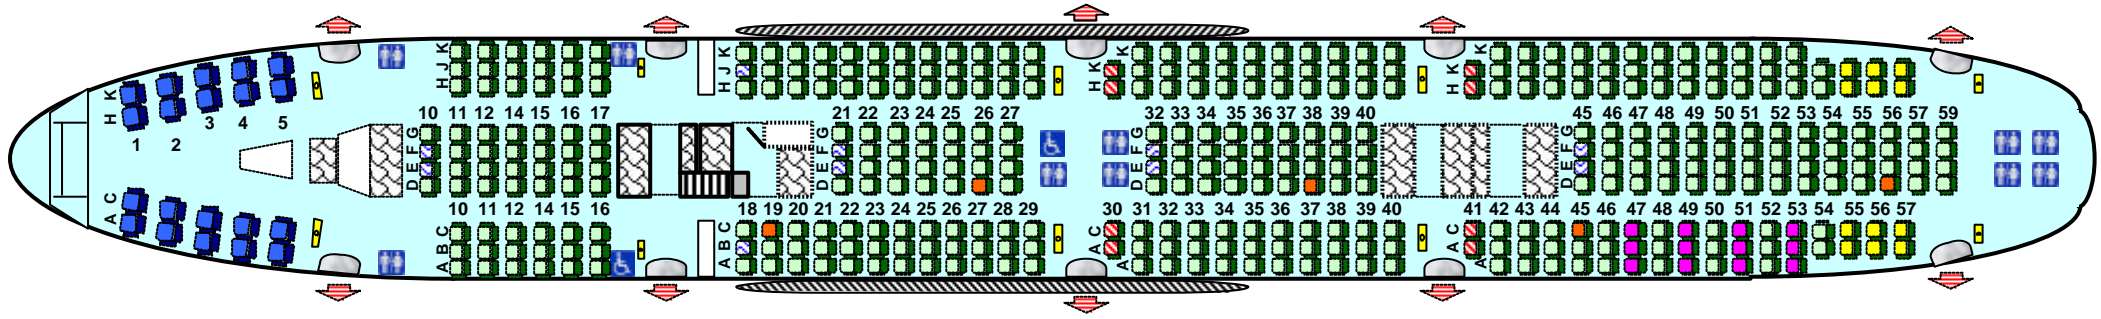 K H
1 2 3 4 5
C A
K J H
10 11 12 14 15 16 17
G F E D
10 11 12 14 15 16
C B A
K J H
21 22 23 24 25 26 27
G F E D
18 19 20 21 22 23 24 25 26 27 28 29
C B A
K
K H
32 33 34 35 36 37 38 39 40
G F E D
30 31 32 33 34 35 36 37 38 39 40
C A
A
K
K H
45 46 47 48 49 50 51 52 53 54 55 56 57 59
G F E D
41 42 43 44 45 46 47 48 49 50 51 52 53 54 55 56 57
C A
A